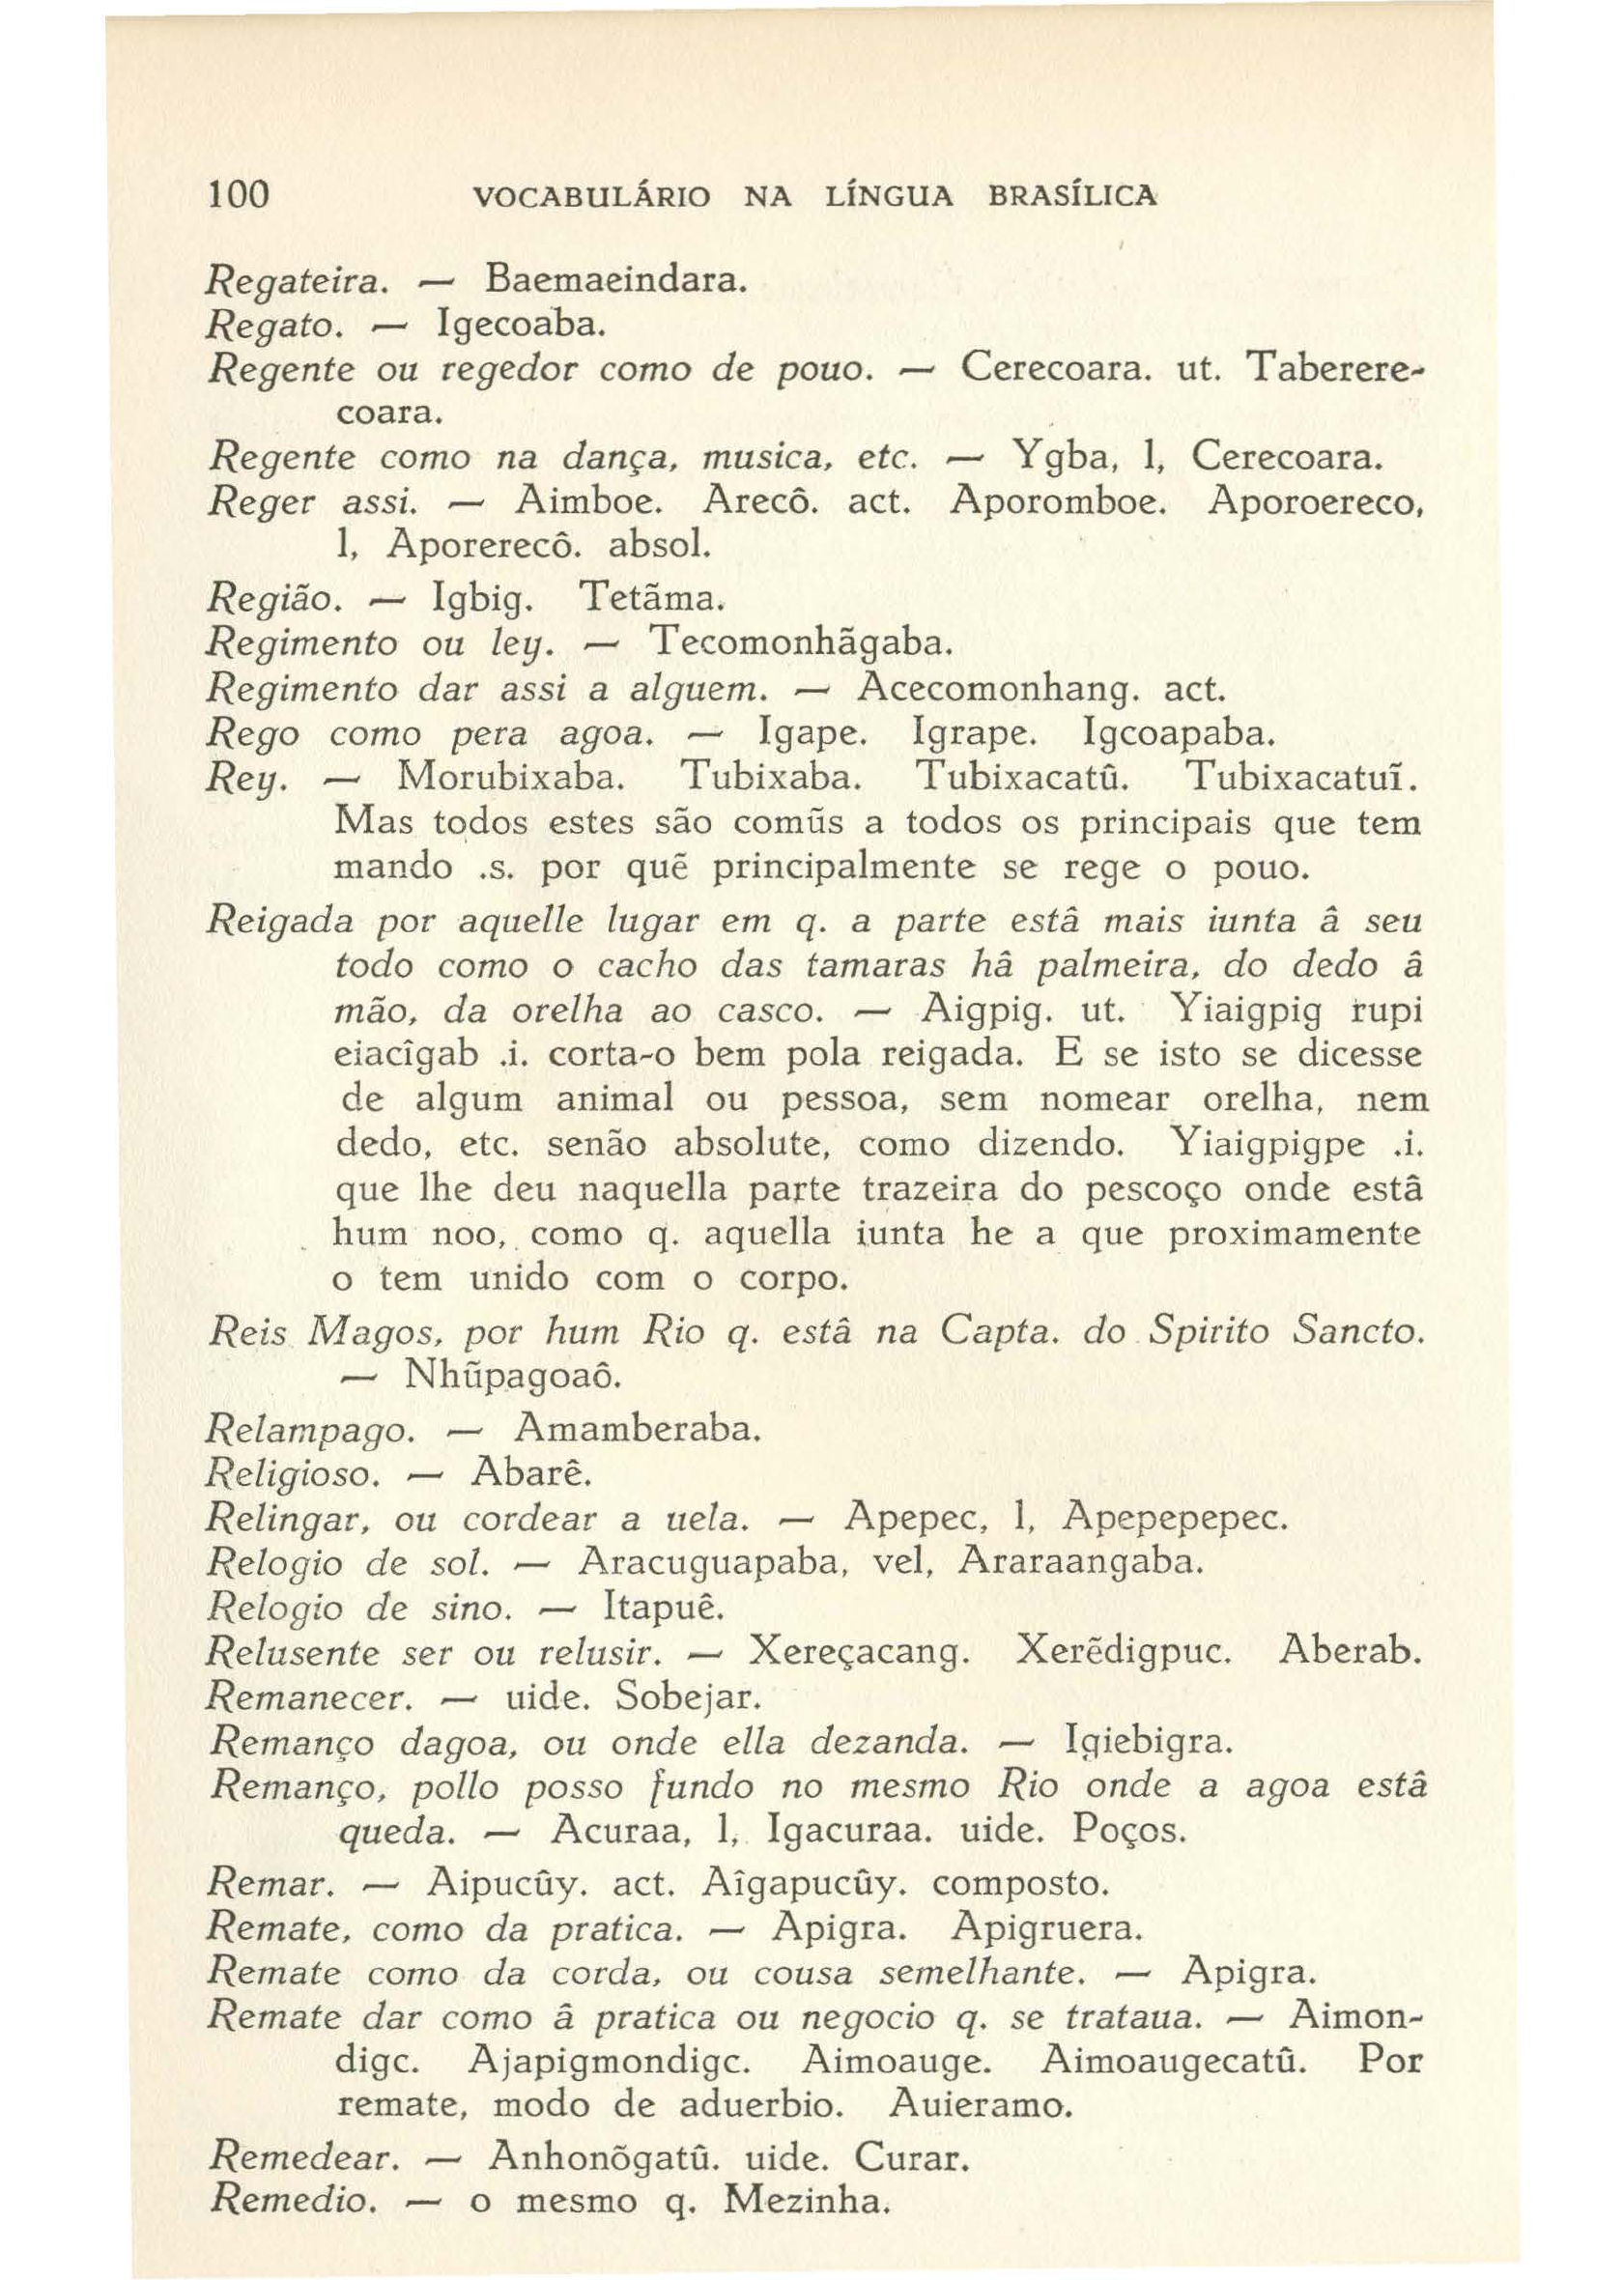 100 VOCABULÁRIO NA LÍNGUA BRASÍLICA
Regateira. — Baemaeindara.
Regato. — Igecoaba.
Regente ou regedor como de pouo. — Cerecoara. ut. Taberere-
coara.
Regente como na dança, musica, etc. — Ygba, l, Cerecoara.
Reger assi. — Aimboe. Arecô. act. Aporomboe. Aporoereco,
l, Aporerecô. absol.
Região. — Igbig. Tetãma.
Regimento ou ley. — Tecomonhãgaba.
Regimento dar assi a alguem. — Acecomonhang. act.
Rego como pera agoa. — Igape. Igrape. Igcoapaba.
Rey. — Morubixaba. Tubixaba. Tubixacatû. Tubixacatuĩ.
Mas todos estes são comũs a todos os principais que tem
mando .s. por quẽ principalmente se rege o pouo.
Reigada por aquelle lugar em q. a parte estâ mais iunta â seu
todo como o cacho das tamaras hâ palmeira, do dedo â
mão, da orelha ao casco. — Aigpig. ut. Yiaigpig rupi
eiacîgab .i. corta-o bem pola reigada. E se isto se dicesse
de algum animal ou pessoa, sem nomear orelha, nem
dedo, etc. senão absolute, como dizendo. Yiaigpigpe .i.
que lhe deu naquella parte trazeira do pescoço onde estâ
hum noo, como q. aquella iunta he a que proximamente
o tem unido com o corpo.
Reis Magos, por hum Rio q. estâ na Capta. do Spirito Sancto.
— Nhũpagoaô.
Relampago. — Amamberaba.
Religioso. — Abarê.
Relingar, ou cordear a uela. — Apepec, l, Apepepepec.
Relogio de sol. — Aracuguapaba, vel, Araraangaba.
Relogio de sino. — Itapuê.
Relusente ser ou relusir. — Xereçacang. Xerẽdigpuc. Aberab.
Remanecer. — uide. Sobejar.
Remanço dagoa, ou onde ella dezanda. — Igiebigra.
Remanço, pollo posso fundo no mesmo Rio onde a agoa estâ
queda. — Acuraa, l, Igacuraa. uide. Poços.
Remar. — Aipucûy. act. Aîgapucûy. composto.
Remate, como da pratica. — Apigra. Apigruera.
Remate como da corda, ou cousa semelhante. — Apigra.
Remate dar como â pratica ou negocio q. se trataua. — Aimon-
digc. Ajapigmondigc. Aimoauge. Aimoaugecatû. Por
remate, modo de aduerbio. Auieramo.
Remedear. — Anhonõgatû. uide. Curar.
Remedio. — o mesmo q. Mezinha.